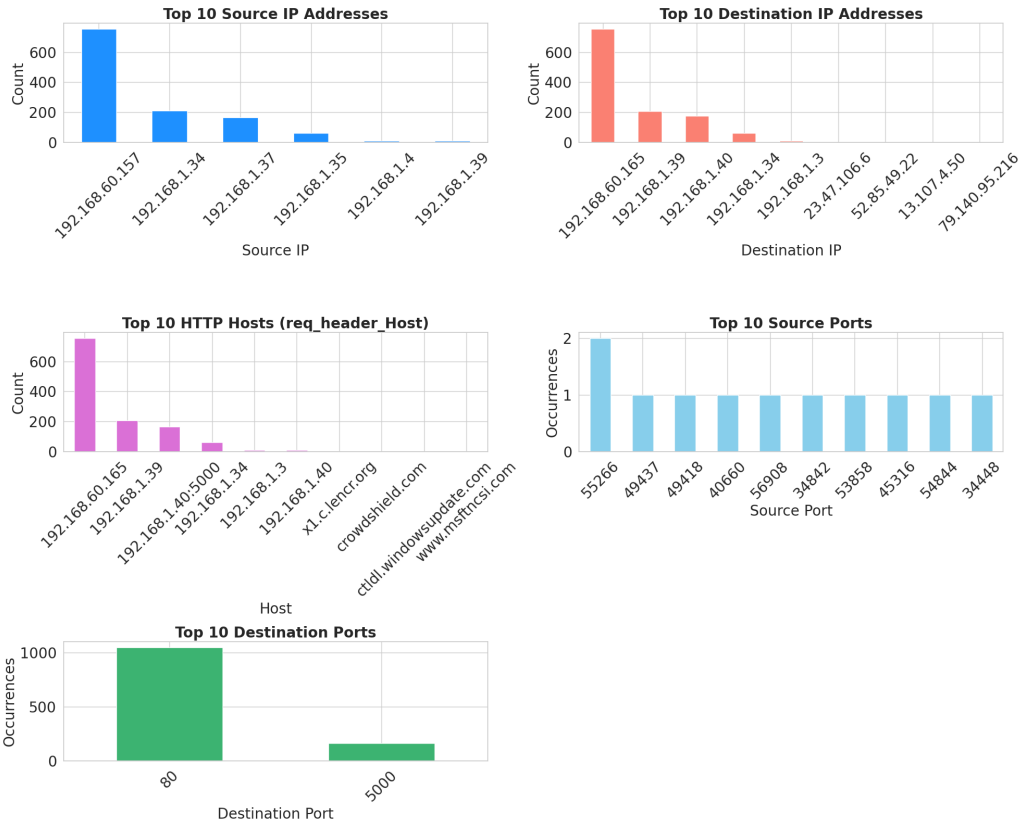 Top 10 Source IP Addresses
Count
600
400
200
0
192.168.60.157
192.168.1.34
192.168.1.37
192.168.1.35
192.168.1.4
192.168.1.39
Source IP
Top 10 Destination IP Addresses
Count
600
400
200
0
192.168.60.165
192.168.1.39
192.168.1.40
192.168.1.34
192.168.1.3
23.47.106.6
52.85.49.22
13.107.4.50
79.140.95.216
Destination IP
Top 10 HTTP Hosts (req_header_Host)
Count
600
400
200
0
192.168.60.165
192.168.1.39
192.168.1.40:5000
192.168.1.34
192.168.1.3
192.168.1.40
x1.c.lencr.org
crowdshield.com
ctldl.windowsupdate.com
www.msftncsi.com
Host
Top 10 Source Ports
Occurrences
2
1
0
55266
49437
49418
40660
56908
34842
53858
45316
54844
34448
Source Port
Top 10 Destination Ports
Occurrences
1000
500
0
80
5000
Destination Port